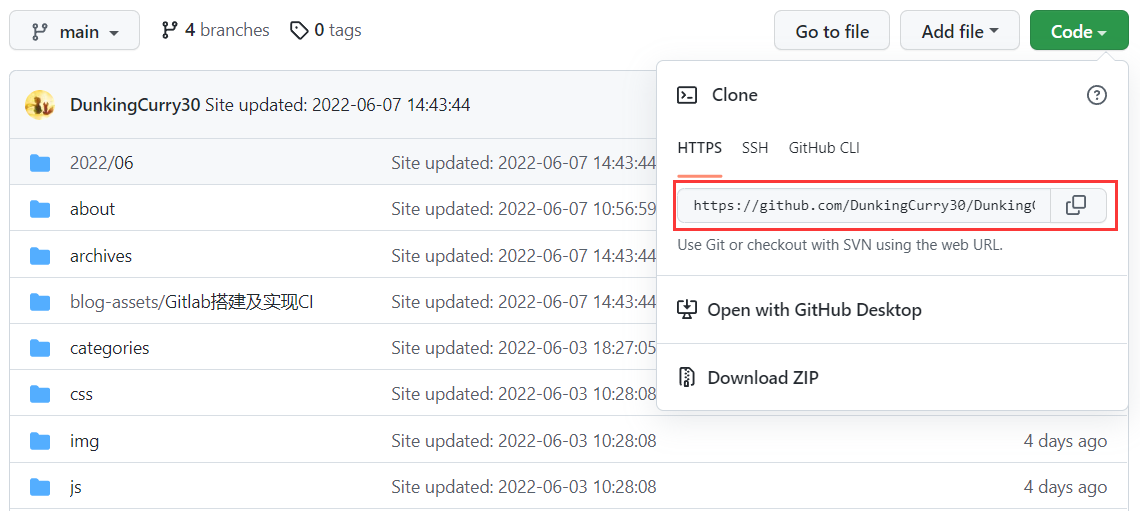 main 4 branches 0 tags Go to file Add file Code
DunkingCurry30 Site updated: 2022-06-07 14:43:44
Clone
HTTPS SSH GitHub CLI
2022/06 Site updated: 2022-06-07 14:43:44
https://github.com/DunkingCurry30/Dunking
about Site updated: 2022-06-07 10:56:59
Use Git or checkout with SVN using the web URL.
archives Site updated: 2022-06-07 14:43:44
blog-assets/Gitlab搭建及实现CI Site updated: 2022-06-07 14:43:44
Open with GitHub Desktop
categories Site updated: 2022-06-03 18:27:05
Download ZIP
css Site updated: 2022-06-03 10:28:08
img Site updated: 2022-06-03 10:28:08 4 days ago
js Site updated: 2022-06-03 10:28:08 4 days ago